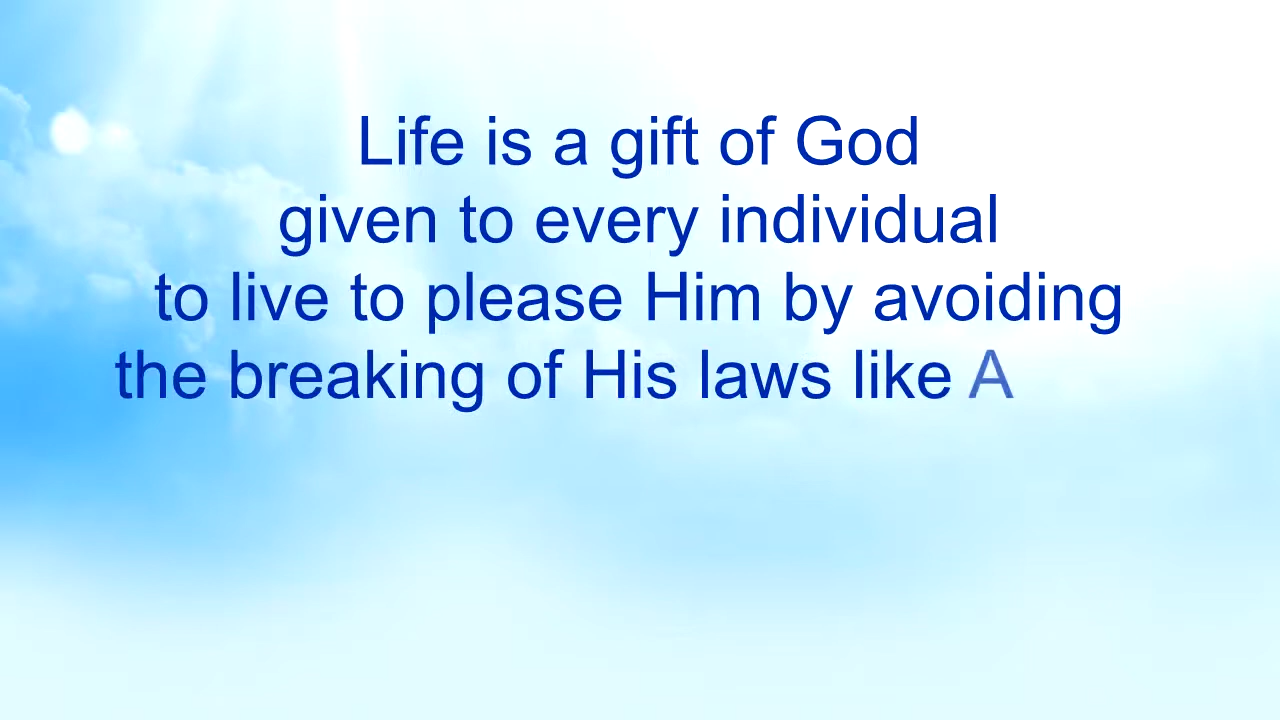 Life is a gift of God
given to every individual
to live to please Him by avoiding
the breaking of His laws like A